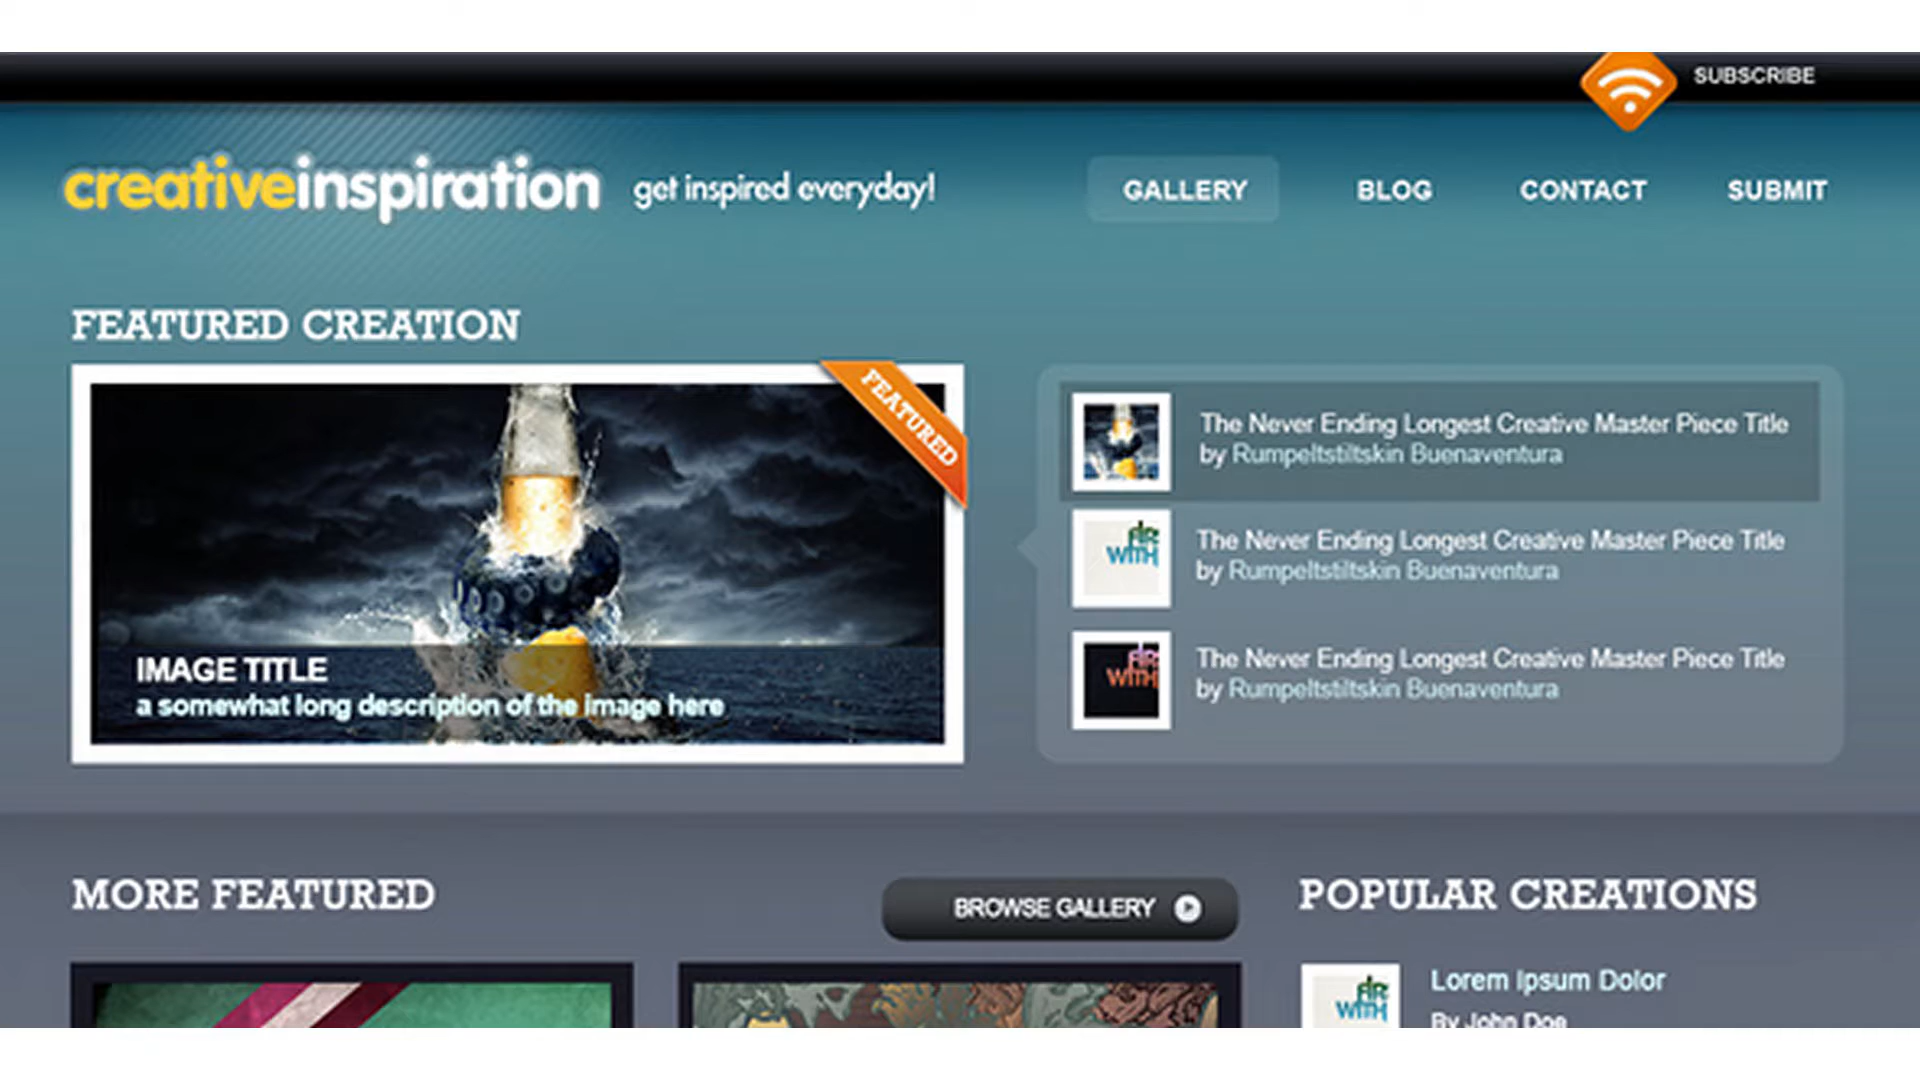 SUBSCRIBE
creativeinspiration get inspired everyday!
GALLERY BLOG CONTACT SUBMIT
FEATURED CREATION
FEATURED
IMAGE TITLE
a somewhat long description of the image here
The Never Ending Longest Creative Master Piece Title
by Rumpeltstiltskin Buenaventura
WITH
The Never Ending Longest Creative Master Piece Title
by Rumpeltstiltskin Buenaventura
WITH
The Never Ending Longest Creative Master Piece Title
by Rumpeltstiltskin Buenaventura
MORE FEATURED
BROWSE GALLERY
POPULAR CREATIONS
WITH
Lorem Ipsum Dolor
By John Doe